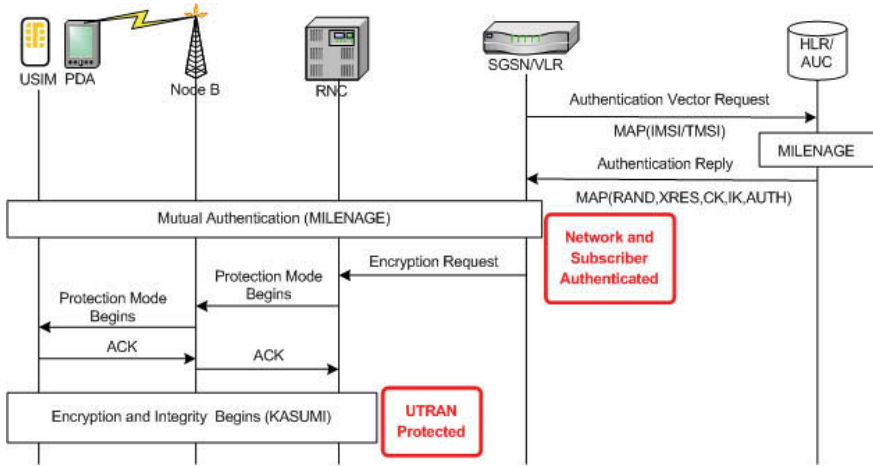 USIM PDA
Node B
RNC
SGSN/VLR
HLR/
AUC
Authentication Vector Request
MAP(IMSI/TMSI)
MILENAGE
Authentication Reply
MAP(RAND,XRES,CK,IK,AUTH)
Mutual Authentication (MILENAGE)
Network and
Subscriber
Authenticated
Encryption Request
Protection Mode
Begins
Protection Mode
Begins
ACK
ACK
Encryption and Integrity Begins (KASUMI)
UTRAN
Protected